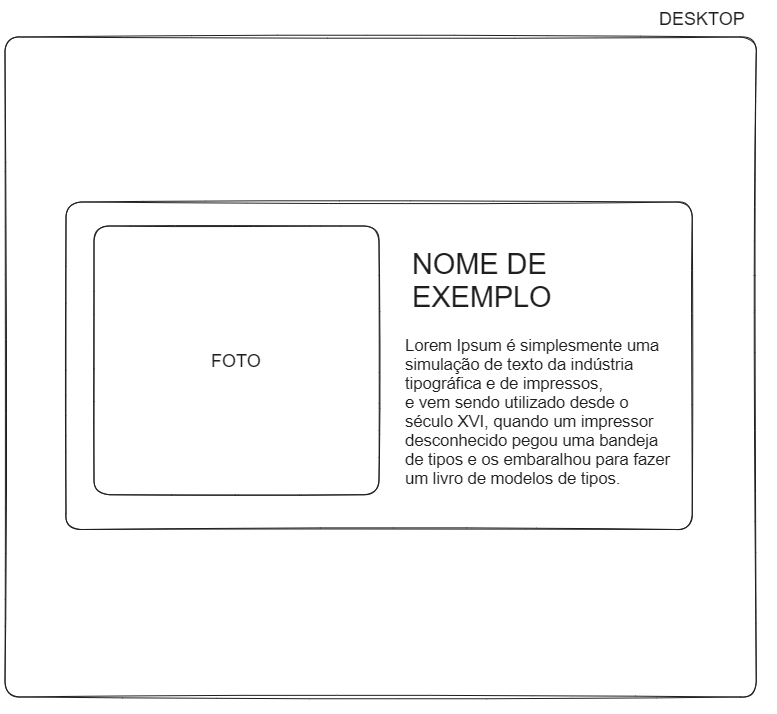 DESKTOP
FOTO
NOME DE
EXEMPLO
Lorem Ipsum é simplesmente uma
simulação de texto da indústria
tipográfica e de impressos,
e vem sendo utilizado desde o
século XVI, quando um impressor
desconhecido pegou uma bandeja
de tipos e os embaralhou para fazer
um livro de modelos de tipos.